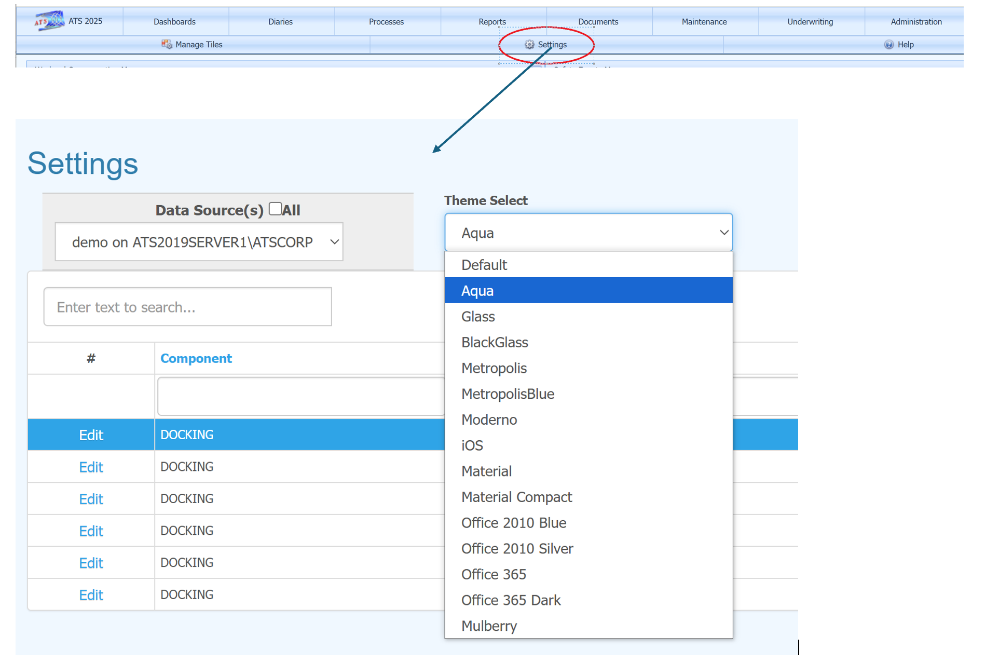 ATS ATS 2025 Dashboards Diaries Processes Reports Documents Maintenance Underwriting Administration
Manage Tiles Settings Help
Settings
Data Source(s) All
demo on ATS2019SERVER1\ATSCORP
Enter text to search...
# Component
Edit DOCKING
Edit DOCKING
Edit DOCKING
Edit DOCKING
Edit DOCKING
Edit DOCKING
Theme Select
Aqua
Default
Aqua
Glass
BlackGlass
Metropolis
MetropolisBlue
Moderno
iOS
Material
Material Compact
Office 2010 Blue
Office 2010 Silver
Office 365
Office 365 Dark
Mulberry